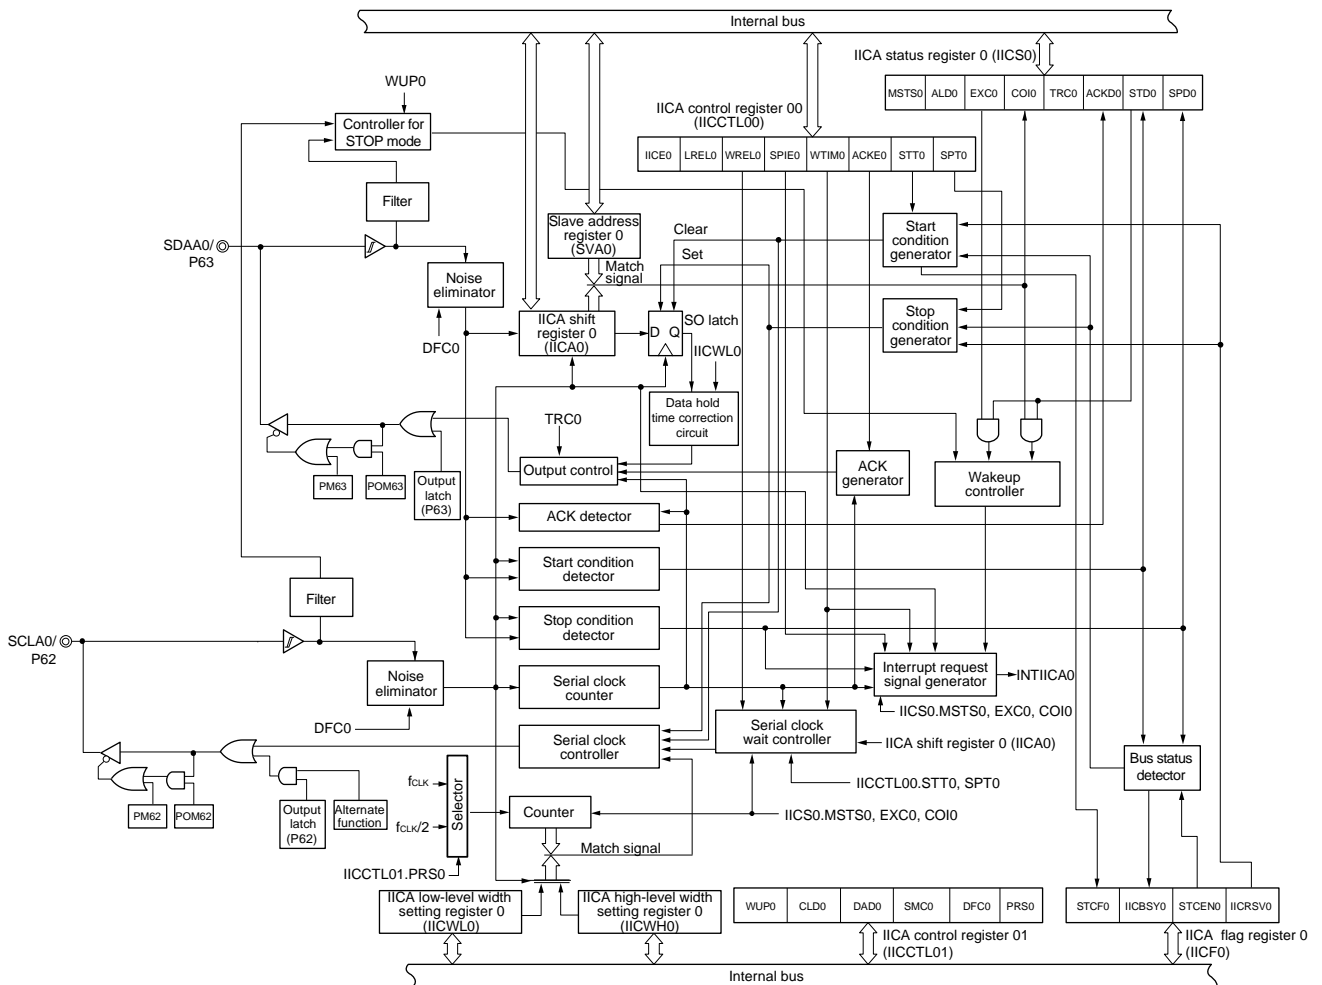 Internal bus
IICA status register 0 (IICS0)
MSTS0 ALD0 EXC0 COI0 TRC0 ACKD0 STD0 SPD0
WUP0
IICA control register 00
(IICCTL00)
IICE0 LREL0 WREL0 SPIE0 WTIM0 ACKE0 STT0 SPT0
Controller for
STOP mode
Filter
SDAA0/
P63
Slave address
register 0
(SVA0)
Clear
Set
Start
condition
generator
Match
signal
Noise
eliminator
DFC0
IICA shift
register 0
(IICA0)
D Q
SO latch
IICWL0
Stop
condition
generator
Data hold
time correction
circuit
TRC0
Output control
ACK
generator
Wakeup
controller
PM63
POM63
Output
latch
(P63)
ACK detector
Start condition
detector
Filter
Stop condition
detector
SCLA0/
P62
Noise
eliminator
DFC0
Serial clock
counter
Interrupt request
signal generator
INTIICA0
IICS0.MSTS0, EXC0, COI0
Serial clock
controller
Serial clock
wait controller
IICA shift register 0 (IICA0)
IICCTL00.STT0, SPT0
Bus status
detector
PM62
POM62
Output
latch
(P62)
Alternate
function
fCLK
fCLK/2
Selector
IICCTL01.PRS0
Counter
IICS0.MSTS0, EXC0, COI0
Match signal
IICA low-level width
setting register 0
(IICWL0)
IICA high-level width
setting register 0
(IICWH0)
WUP0 CLD0 DAD0 SMC0 DFC0 PRS0
IICA control register 01
(IICCTL01)
STCF0 IICBSY0 STCEN0 IICRSV0
IICA flag register 0
(IICF0)
Internal bus